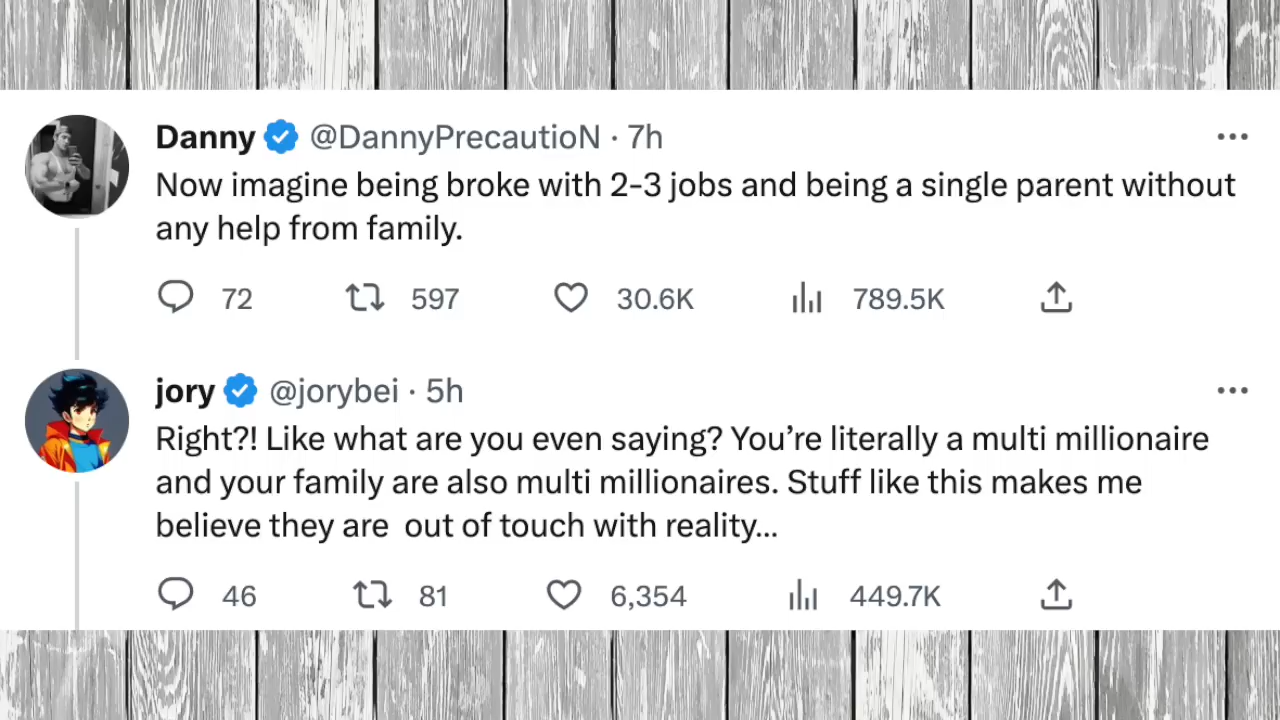 Danny @DannyPrecautioN · 7h
Now imagine being broke with 2-3 jobs and being a single parent without
any help from family.
72 597 30.6K 789.5K
jory @jorybei · 5h
Right?! Like what are you even saying? You’re literally a multi millionaire
and your family are also multi millionaires. Stuff like this makes me
believe they are  out of touch with reality...
46 81 6,354 449.7K